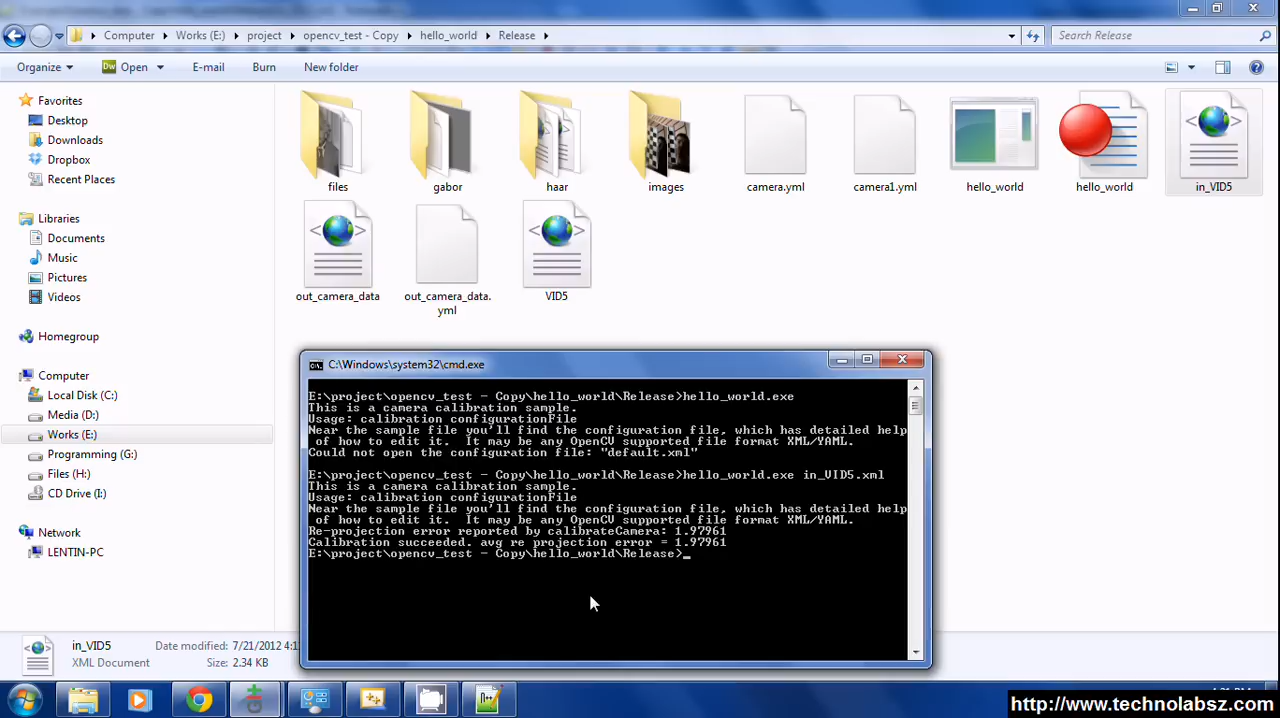 Computer Works (E:) project opencv_test - Copy hello_world Release
Search Release
Organize Dw Open E-mail Burn New folder
Favorites
Desktop
Downloads
Dropbox
Recent Places
Libraries
Documents
Music
Pictures
Videos
Homegroup
Computer
Local Disk (C:)
Media (D:)
Works (E:)
Programming (G:)
Files (H:)
CD Drive (I:)
Network
LENTIN-PC
files
gabor
haar
images
camera.yml
camera1.yml
hello_world
hello_world
in_VID5
out_camera_data
out_camera_data.
yml
VID5
C:\Windows\system32\cmd.exe
E:\project\opencv_test - Copy\hello_world\Release>hello_world.exe
This is a camera calibration sample.
Usage: calibration configurationFile
Near the sample file you'll find the configuration file, which has detailed help
of how to edit it.  It may be any OpenCV supported file format XML/YAML.
Could not open the configuration file: "default.xml"
E:\project\opencv_test - Copy\hello_world\Release>hello_world.exe in_VID5.xml
This is a camera calibration sample.
Usage: calibration configurationFile
Near the sample file you'll find the configuration file, which has detailed help
of how to edit it.  It may be any OpenCV supported file format XML/YAML.
Re-projection error reported by calibrateCamera: 1.97961
Calibration succeeded. avg re projection error = 1.97961
E:\project\opencv_test - Copy\hello_world\Release>_
in_VID5 Date modified: 7/21/2012
XML Document Size: 2.34 KB
http://www.technolabsz.com